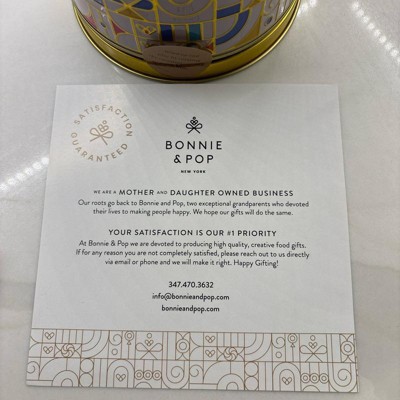 SATISFACTION
GUARANTEED
BONNIE
& POP
NEW YORK
WE ARE A MOTHER AND DAUGHTER OWNED BUSINESS
Our roots go back to Bonnie and Pop, two exceptional grandparents who devoted
their lives to making people happy. We hope our gifts will do the same.
YOUR SATISFACTION IS OUR #1 PRIORITY
At Bonnie & Pop we are devoted to producing high quality, creative food gifts.
If for any reason you are not completely satisfied, please reach out to us directly
via email or phone and we will make it right. Happy Gifting!
347.470.3632
info@bonnieandpop.com
bonnieandpop.com